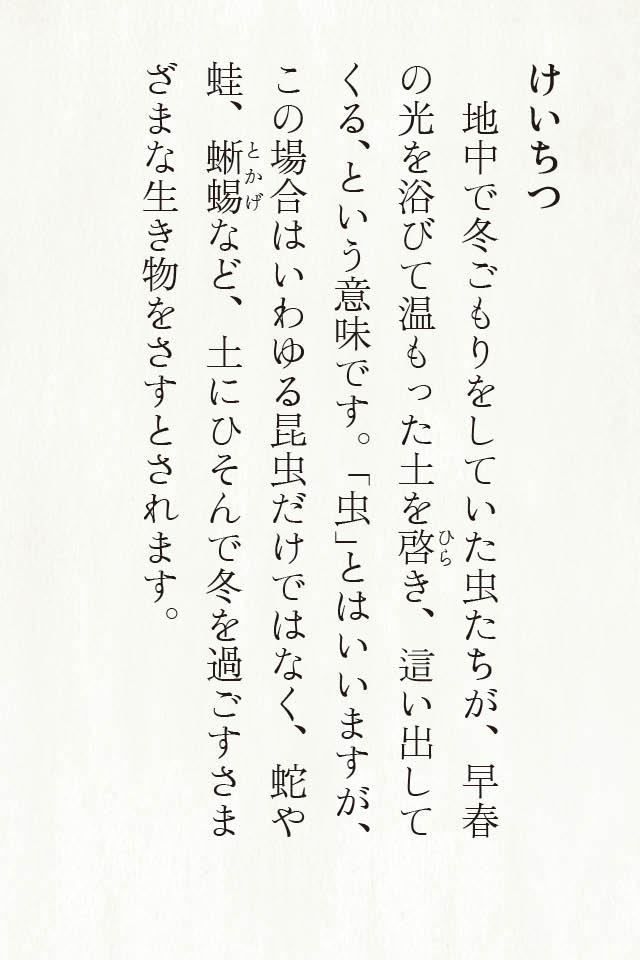 けいちつ
地中で冬ごもりをしていた虫たちが、早春
の光を浴びて温もった土を啓き、這い出して
ひら
くる、という意味です。「虫」とはいいますが、
この場合はいわゆる昆虫だけではなく、蛇や
蛙、蜥蜴など、土にひそんで冬を過ごすさま
とかげ
ざまな生き物をさすとされます。